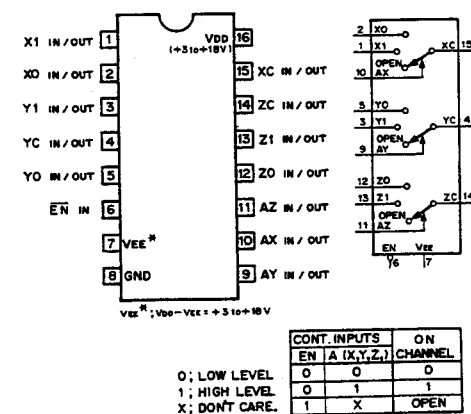 X1 IN/OUT 1
X0 IN/OUT 2
Y1 IN/OUT 3
YC IN/OUT 4
Y0 IN/OUT 5
E̅N̅ IN 6
7 VEE*
8 GND
VDD 16
(+3 to +18V)
15 XC IN/OUT
14 ZC IN/OUT
13 Z1 IN/OUT
12 Z0 IN/OUT
11 AZ IN/OUT
10 AX IN/OUT
9 AY IN/OUT
VEE*; VDD-VEE = +3 to +18V
2 X0
1 X1 XC 15
OPEN
10 AX
5 Y0
3 Y1 YC 4
OPEN
9 AY
12 Z0
13 Z1 ZC 14
OPEN
11 AZ
EN VEE
6 7
0; LOW LEVEL
1; HIGH LEVEL
X; DON'T CARE.
CONT. INPUTS ON
EN A (X,Y,Z,) CHANNEL
0 0 0
0 1 1
1 X OPEN